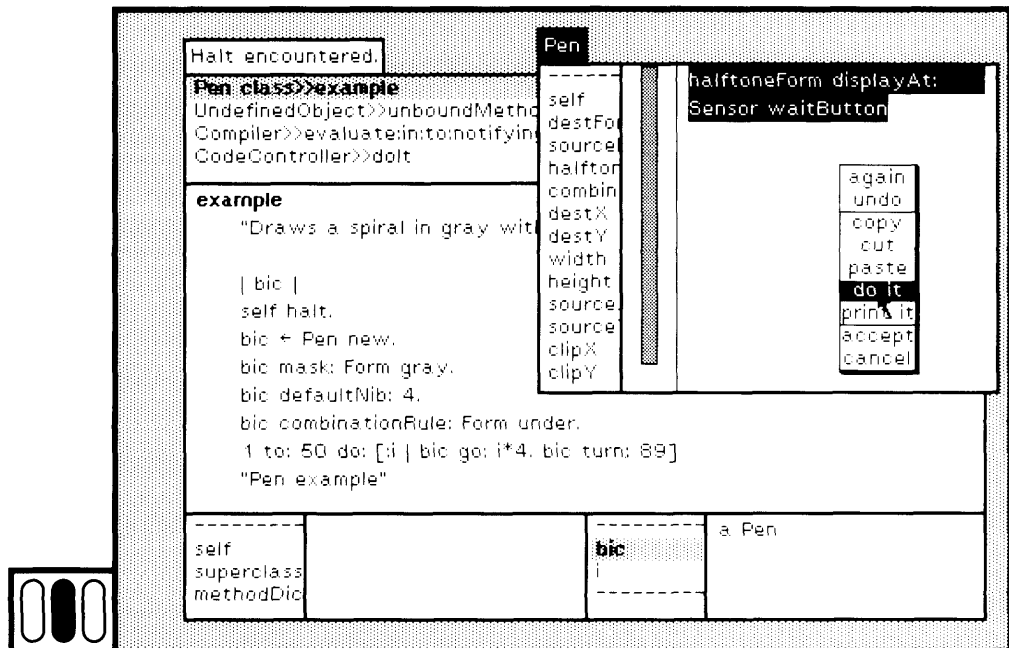 Halt encountered.
Pen class>>example
UndefinedObject>>unboundMetho
Compiler>>evaluate:in:to:notifying
CodeController>>doIt
example
"Draws a spiral in gray with
| bic |
self halt.
bic ← Pen new.
bic mask: Form gray.
bic defaultNib: 4.
bic combinationRule: Form under.
1 to: 50 do: [:i | bic go: i*4. bic turn: 89]
"Pen example"
self
superclass
methodDic
bic
i
a Pen
Pen
self
destFo
source
halfton
combin
destX
destY
width
height
source
source
clipX
clipY
halftoneForm displayAt:
Sensor waitButton
again
undo
copy
cut
paste
do it
print it
accept
cancel